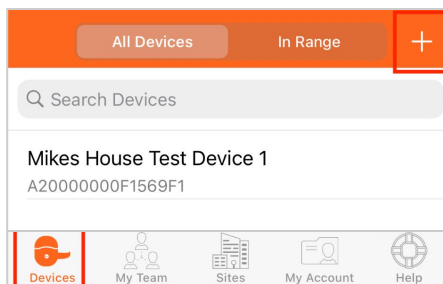 All Devices In Range +
Search Devices
Mikes House Test Device 1
A20000000F1569F1
Devices My Team Sites My Account Help